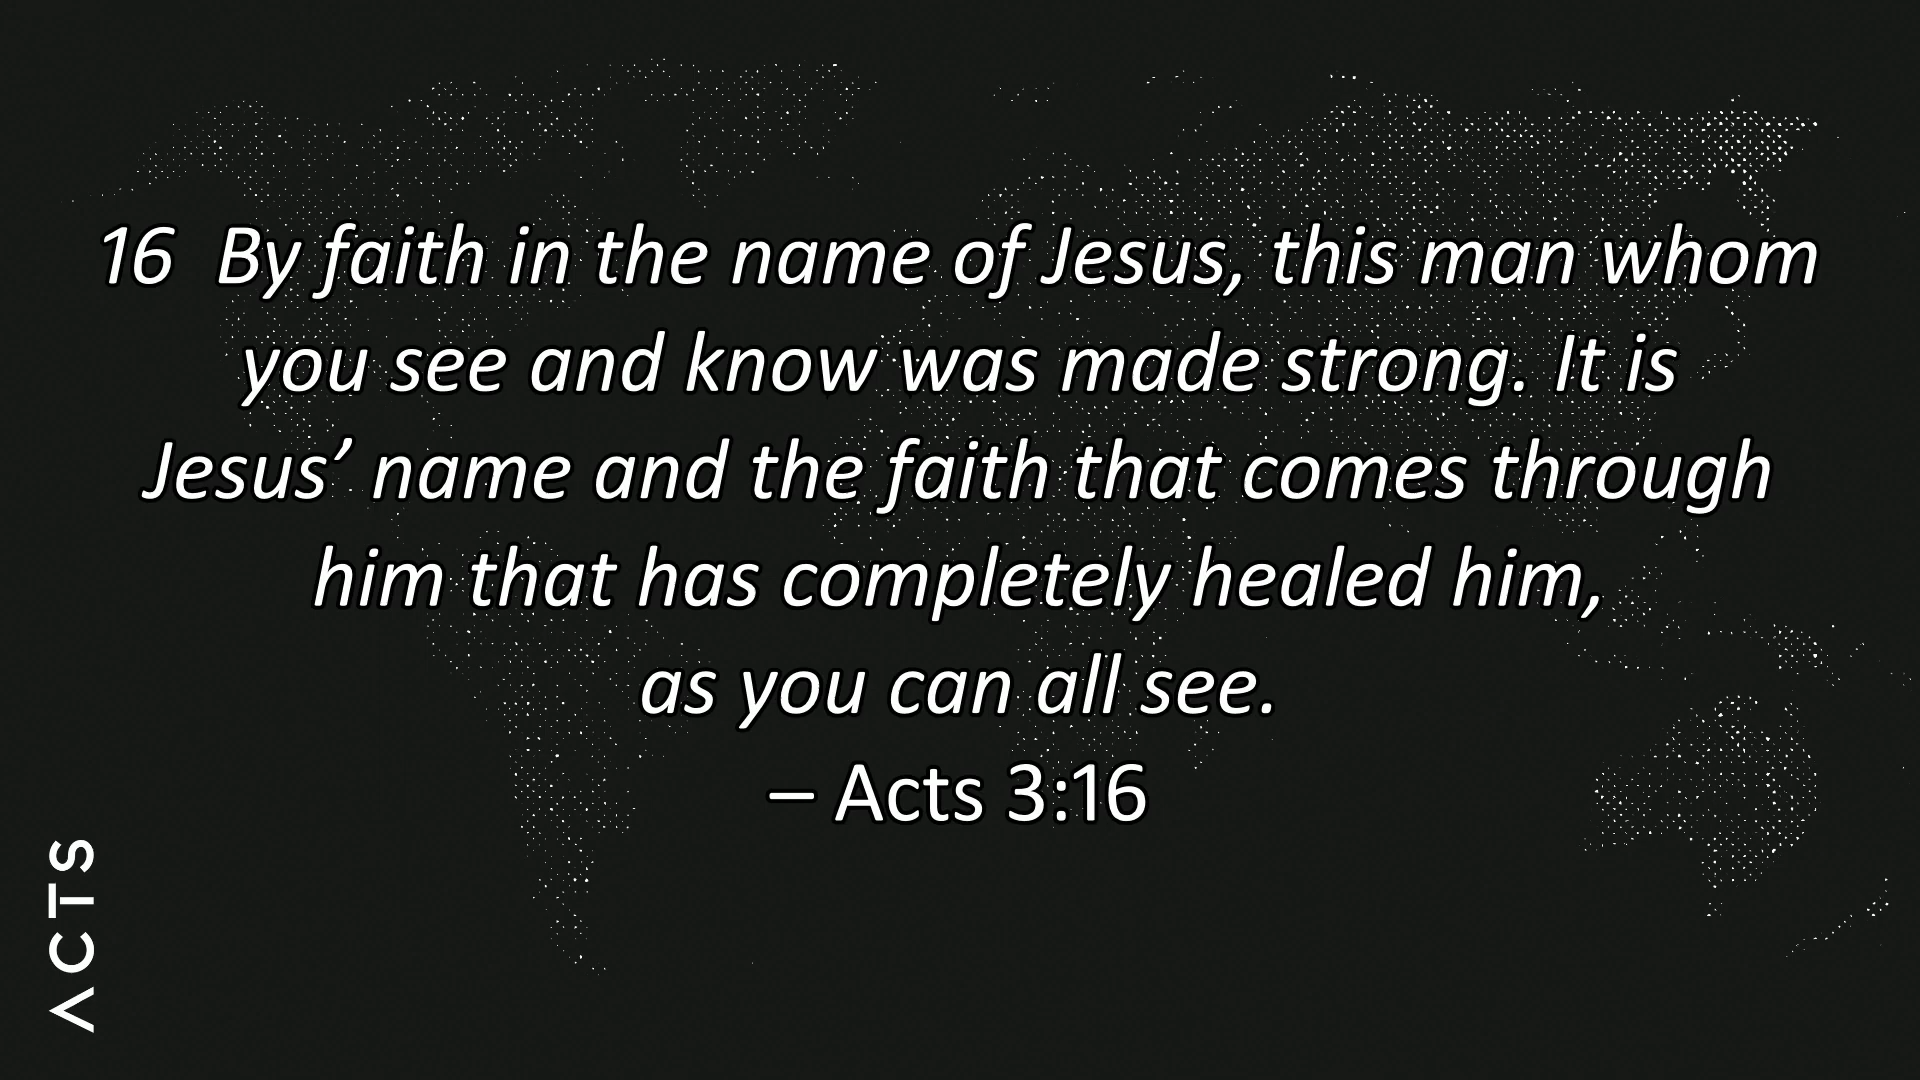 16  By faith in the name of Jesus, this man whom
you see and know was made strong. It is
Jesus’ name and the faith that comes through
him that has completely healed him,
as you can all see.
– Acts 3:16
ACTS